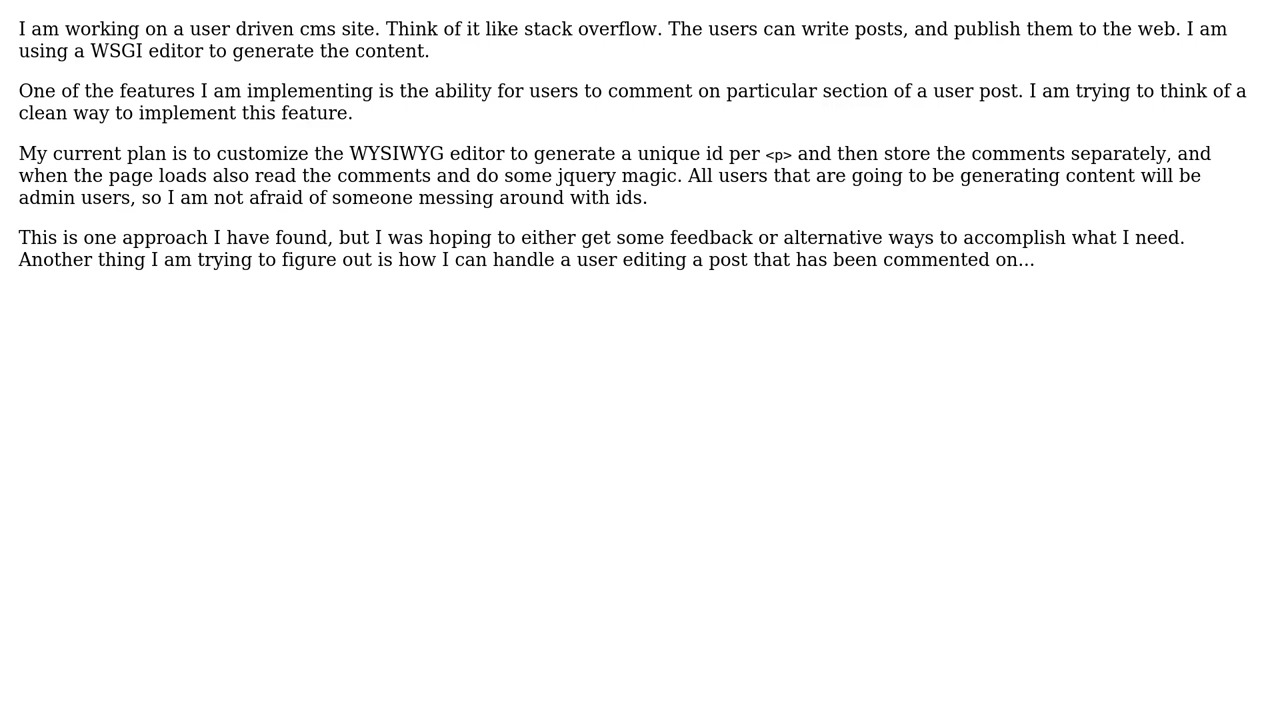 I am working on a user driven cms site. Think of it like stack overflow. The users can write posts, and publish them to the web. I am
using a WSGI editor to generate the content.
One of the features I am implementing is the ability for users to comment on particular section of a user post. I am trying to think of a
clean way to implement this feature.
My current plan is to customize the WYSIWYG editor to generate a unique id per <p> and then store the comments separately, and
when the page loads also read the comments and do some jquery magic. All users that are going to be generating content will be
admin users, so I am not afraid of someone messing around with ids.
This is one approach I have found, but I was hoping to either get some feedback or alternative ways to accomplish what I need.
Another thing I am trying to figure out is how I can handle a user editing a post that has been commented on...